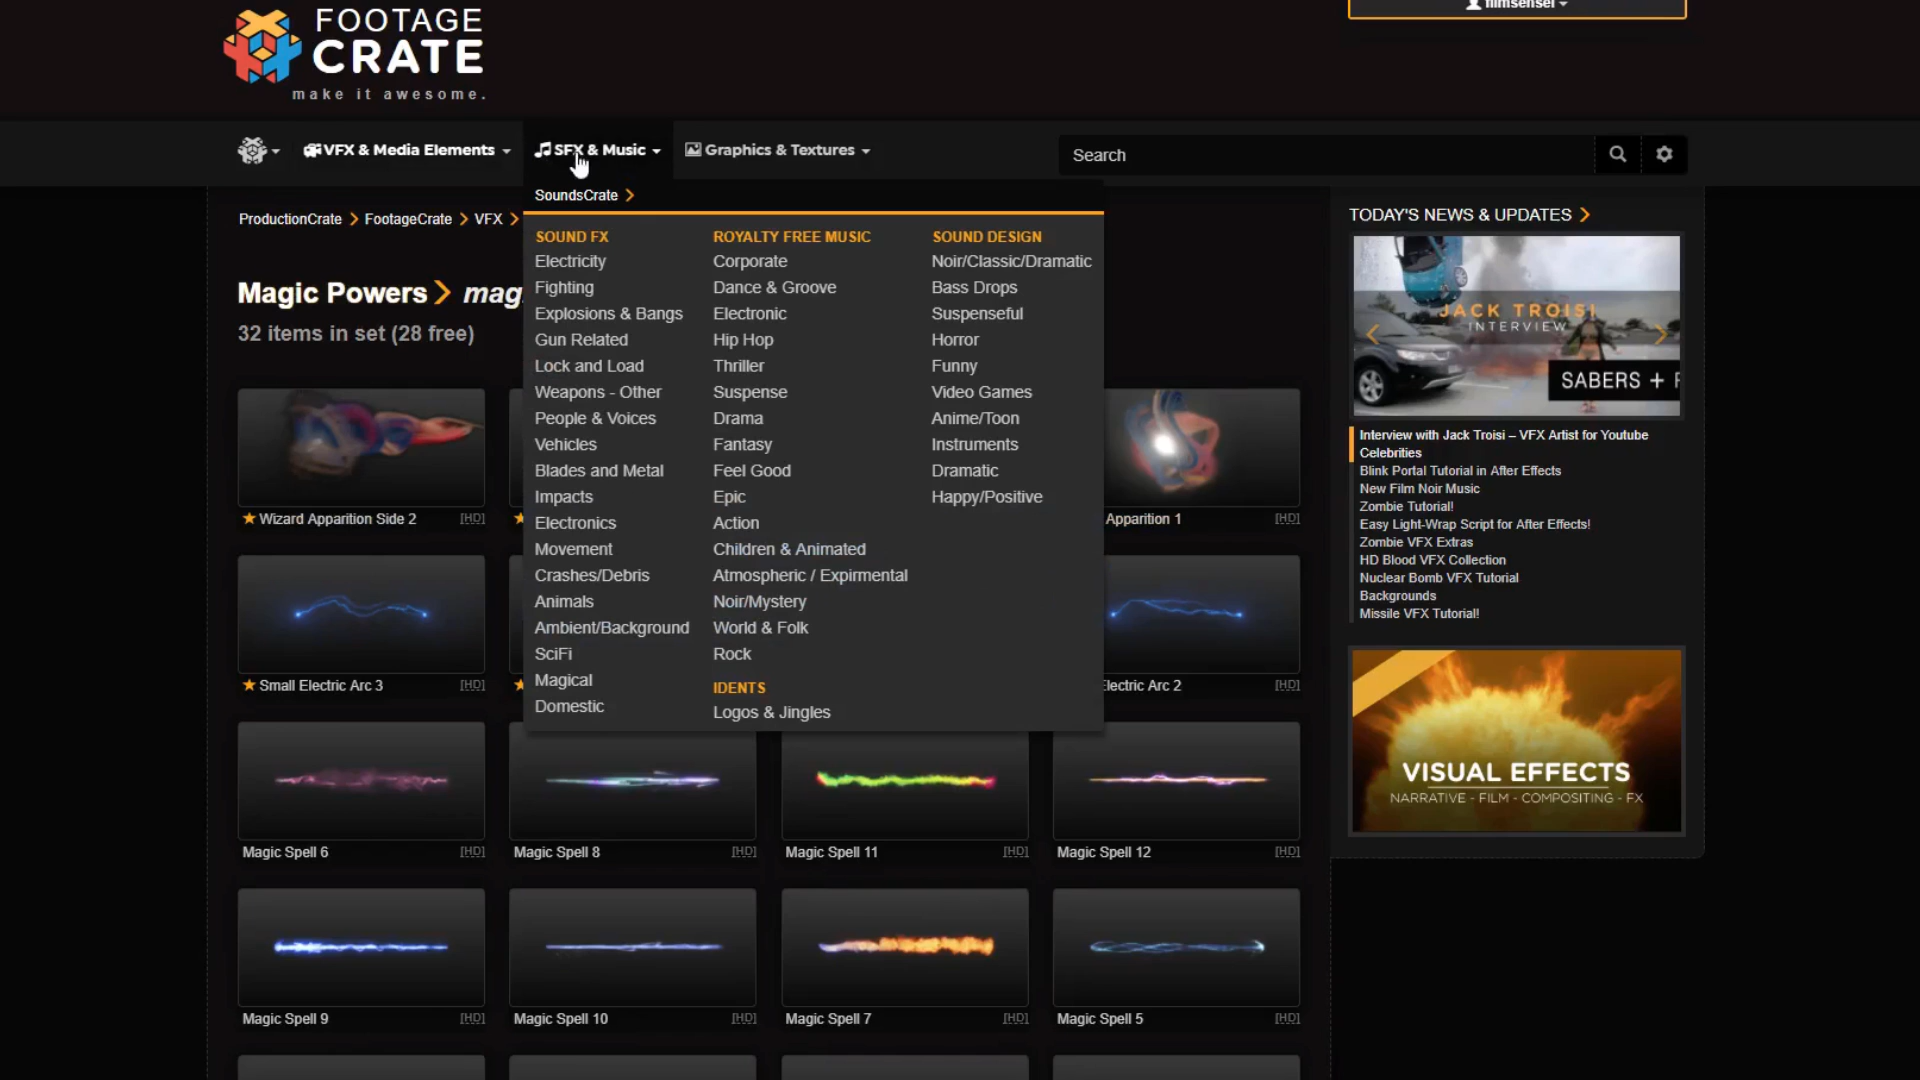 FOOTAGE
CRATE
make it awesome.
filmsensei
VFX & Media Elements
SFX & Music
Graphics & Textures
Search
SoundsCrate
ProductionCrate
FootageCrate
VFX
Magic Powers
mag
32 items in set (28 free)
SOUND FX
Electricity
Fighting
Explosions & Bangs
Gun Related
Lock and Load
Weapons - Other
People & Voices
Vehicles
Blades and Metal
Impacts
Electronics
Movement
Crashes/Debris
Animals
Ambient/Background
SciFi
Magical
Domestic
ROYALTY FREE MUSIC
Corporate
Dance & Groove
Electronic
Hip Hop
Thriller
Suspense
Drama
Fantasy
Feel Good
Epic
Action
Children & Animated
Atmospheric / Expirmental
Noir/Mystery
World & Folk
Rock
IDENTS
Logos & Jingles
SOUND DESIGN
Noir/Classic/Dramatic
Bass Drops
Suspenseful
Horror
Funny
Video Games
Anime/Toon
Instruments
Dramatic
Happy/Positive
Wizard Apparition Side 2 [HD]
Apparition 1 [HD]
Small Electric Arc 3 [HD]
Electric Arc 2 [HD]
Magic Spell 6 [HD]
Magic Spell 8 [HD]
Magic Spell 11 [HD]
Magic Spell 12 [HD]
Magic Spell 9 [HD]
Magic Spell 10 [HD]
Magic Spell 7 [HD]
Magic Spell 5 [HD]
TODAY'S NEWS & UPDATES
JACK TROISI
INTERVIEW
SABERS + F
Interview with Jack Troisi – VFX Artist for Youtube
Celebrities
Blink Portal Tutorial in After Effects
New Film Noir Music
Zombie Tutorial!
Easy Light-Wrap Script for After Effects!
Zombie VFX Extras
HD Blood VFX Collection
Nuclear Bomb VFX Tutorial
Backgrounds
Missile VFX Tutorial!
VISUAL EFFECTS
NARRATIVE - FILM - COMPOSITING - FX